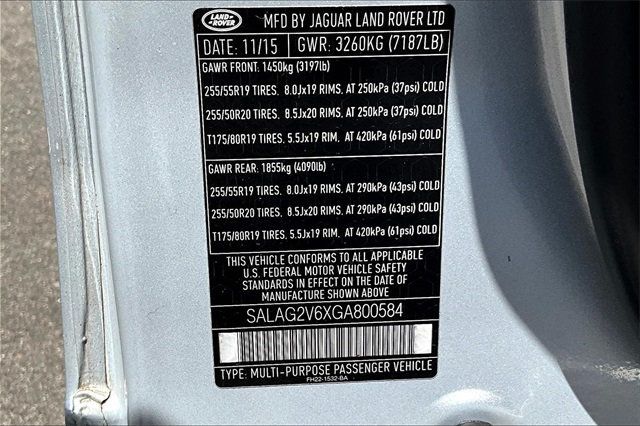 LAND ROVER
MFD BY JAGUAR LAND ROVER LTD
DATE: 11/15 GWR: 3260KG (7187LB)
GAWR FRONT: 1450kg (3197lb)
255/55R19 TIRES. 8.0Jx19 RIMS. AT 250kPa (37psi) COLD
255/50R20 TIRES. 8.5Jx20 RIMS. AT 250kPa (37psi) COLD
T175/80R19 TIRES. 5.5Jx19 RIM. AT 420kPa (61psi) COLD
GAWR REAR: 1855kg (4090lb)
255/55R19 TIRES. 8.0Jx19 RIMS. AT 290kPa (43psi) COLD
255/50R20 TIRES. 8.5Jx20 RIMS. AT 290kPa (43psi) COLD
T175/80R19 TIRES. 5.5Jx19 RIM. AT 420kPa (61psi) COLD
THIS VEHICLE CONFORMS TO ALL APPLICABLE
U.S. FEDERAL MOTOR VEHICLE SAFETY
STANDARDS IN EFFECT ON THE DATE OF
MANUFACTURE SHOWN ABOVE.
SALAG2V6XGA800584
TYPE: MULTI-PURPOSE PASSENGER VEHICLE
FH22-1532-BA